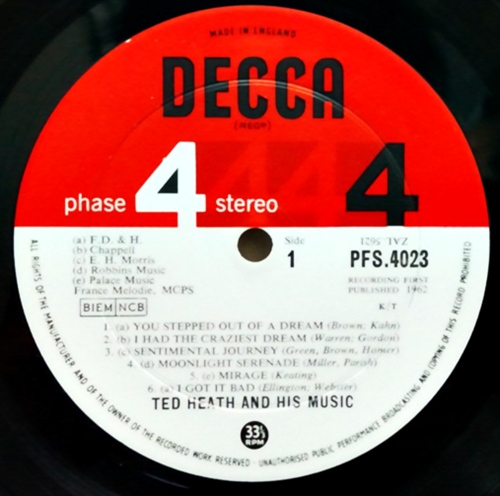 MADE IN ENGLAND
DECCA
phase 4 stereo 4
(a) F. D. & H.
(b) Chappell
(c) E. H. Morris
(d) Robbins Music
(e) Palace Music
France Melodie, MCPS
BIEM NCB
Side
1
ZAL 5621
PFS.4023
RECORDING FIRST
PUBLISHED 1962
K/T
1. (a) YOU STEPPED OUT OF A DREAM (Brown, Kahn)
2. (b) I HAD THE CRAZIEST DREAM (Warren; Gordon)
3. (c) SENTIMENTAL JOURNEY (Green, Brown, Homer)
4. (d) MOONLIGHT SERENADE (Miller, Parish)
5. (e) MIRAGE (Keating)
6. (a) I GOT IT BAD (Ellington; Webster)
TED HEATH AND HIS MUSIC
33⅓
RPM
ALL RIGHTS OF THE MANUFACTURER AND OF THE OWNER OF THE RECORDED WORK RESERVED · UNAUTHORISED PUBLIC PERFORMANCE BROADCASTING AND COPYING OF THIS RECORD PROHIBITED